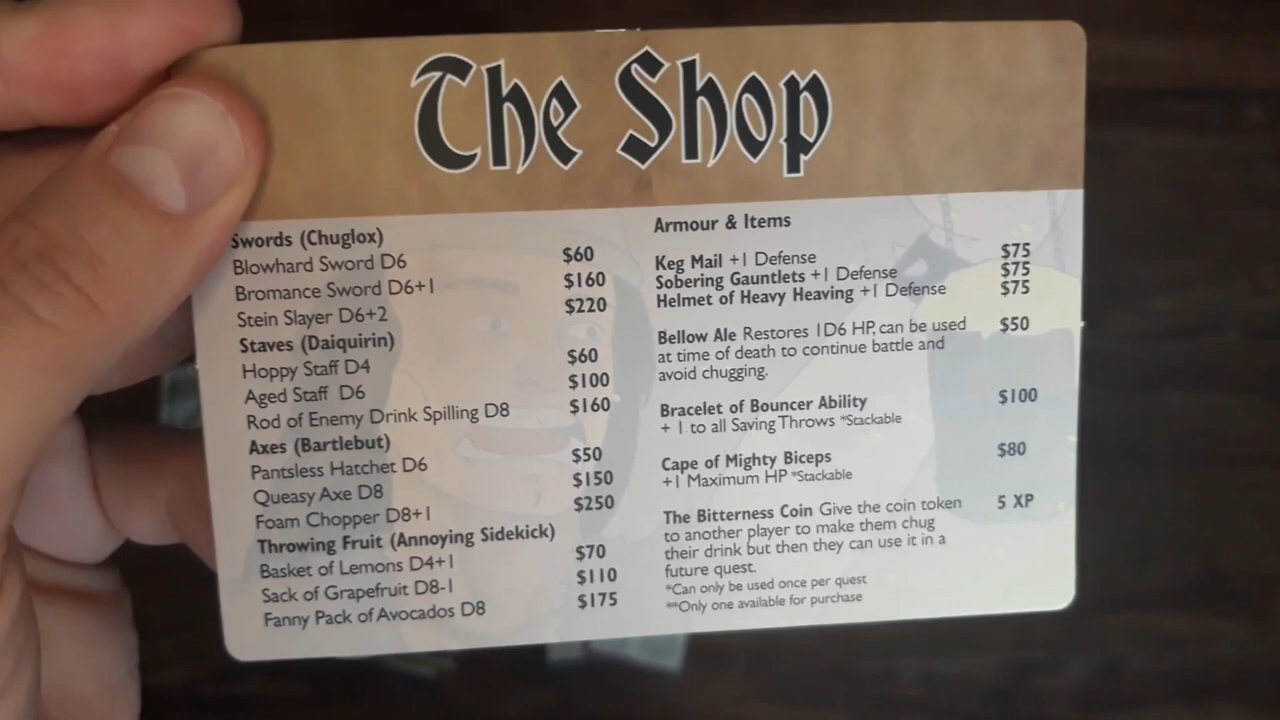 The Shop
Swords (Chuglox)
Blowhard Sword D6 $60
Bromance Sword D6+1 $160
Stein Slayer D6+2 $220
Staves (Daiquirin)
Hoppy Staff D4 $60
Aged Staff D6 $100
Rod of Enemy Drink Spilling D8 $160
Axes (Bartlebut)
Pantsless Hatchet D6 $50
Queasy Axe D8 $150
Foam Chopper D8+1 $250
Throwing Fruit (Annoying Sidekick)
Basket of Lemons D4+1 $70
Sack of Grapefruit D8-1 $110
Fanny Pack of Avocados D8 $175
Armour & Items
Keg Mail +1 Defense $75
Sobering Gauntlets +1 Defense $75
Helmet of Heavy Heaving +1 Defense $75
Bellow Ale Restores 1D6 HP, can be used $50
at time of death to continue battle and
avoid chugging.
Bracelet of Bouncer Ability $100
+ 1 to all Saving Throws *Stackable
Cape of Mighty Biceps $80
+1 Maximum HP *Stackable
The Bitterness Coin Give the coin token 5 XP
to another player to make them chug
their drink but then they can use it in a
future quest.
*Can only be used once per quest
**Only one available for purchase